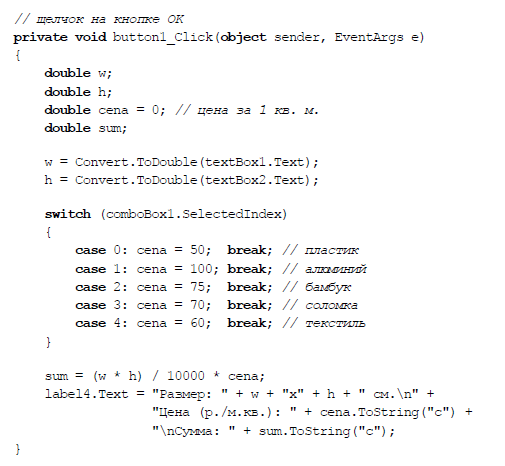 // щелчок на кнопке OK
private void button1_Click(object sender, EventArgs e)
{
double w;
double h;
double cena = 0; // цена за 1 кв. м.
double sum;
w = Convert.ToDouble(textBox1.Text);
h = Convert.ToDouble(textBox2.Text);
switch (comboBox1.SelectedIndex)
{
case 0: cena = 50; break; // пластик
case 1: cena = 100; break; // алюминий
case 2: cena = 75; break; // бамбук
case 3: cena = 70; break; // соломка
case 4: cena = 60; break; // текстиль
}
sum = (w * h) / 10000 * cena;
label4.Text = "Размер: " + w + "x" + h + " см.\n" +
"Цена (р./м.кв.): " + cena.ToString("c") +
"\nСумма: " + sum.ToString("c");
}